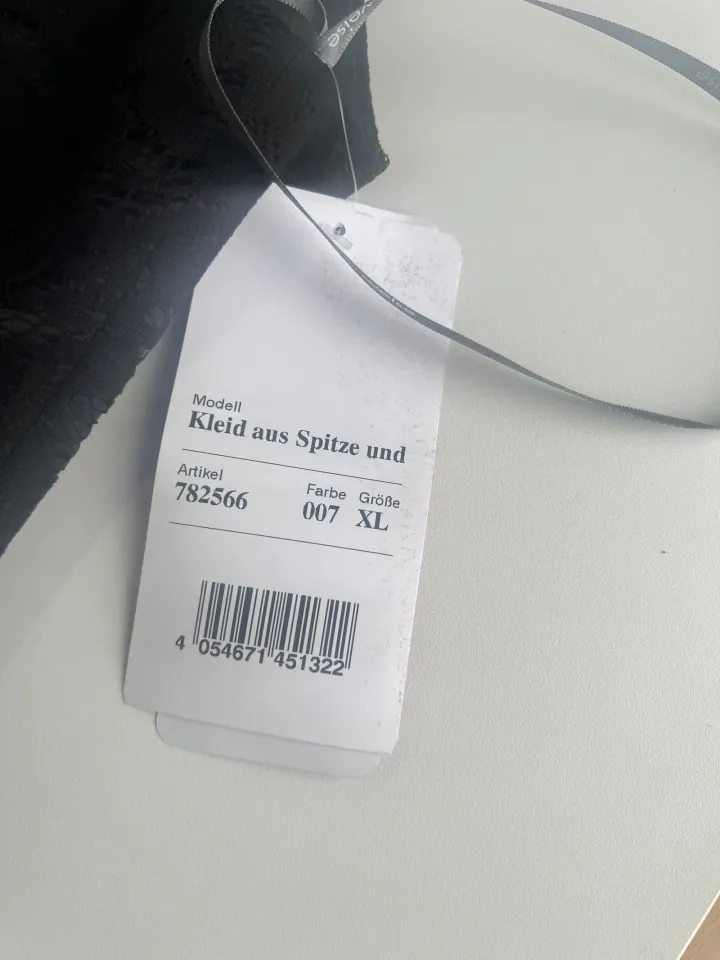 Modell
Kleid aus Spitze und
Artikel Farbe Größe
782566 007 XL
4 054671 451322